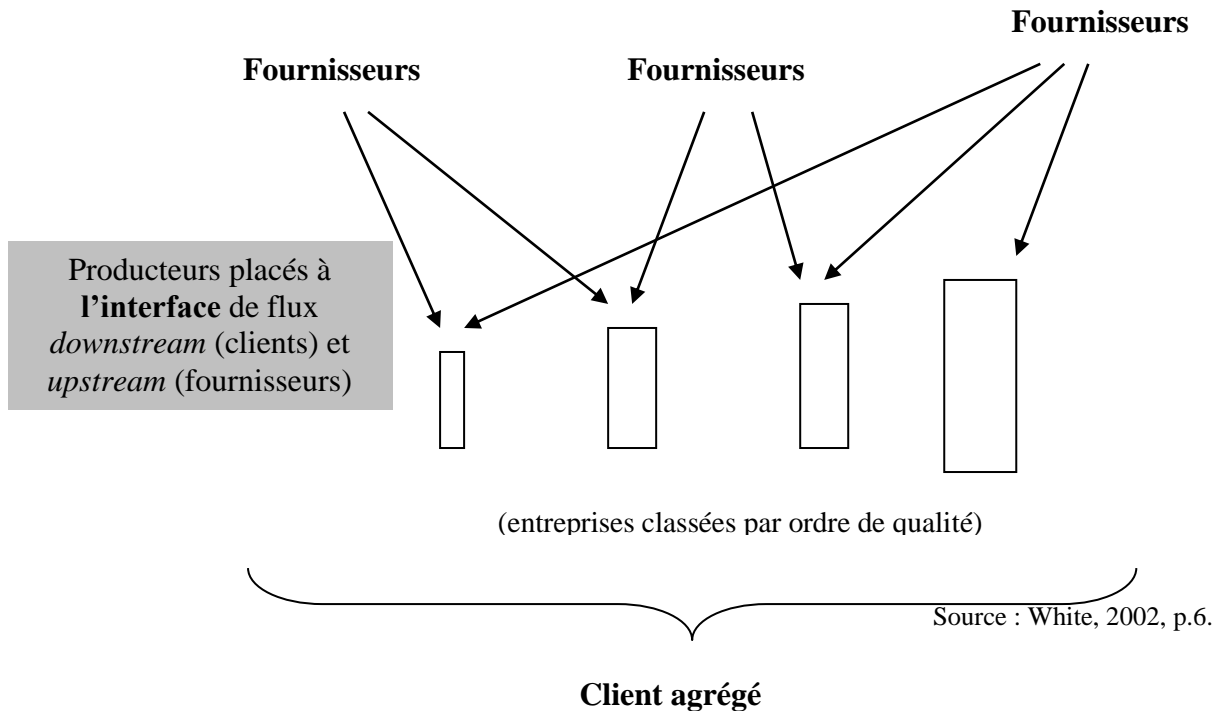 Fournisseurs
Fournisseurs
Fournisseurs
Producteurs placés à
l’interface de flux
downstream (clients) et
upstream (fournisseurs)
(entreprises classées par ordre de qualité)
Source : White, 2002, p.6.
Client agrégé